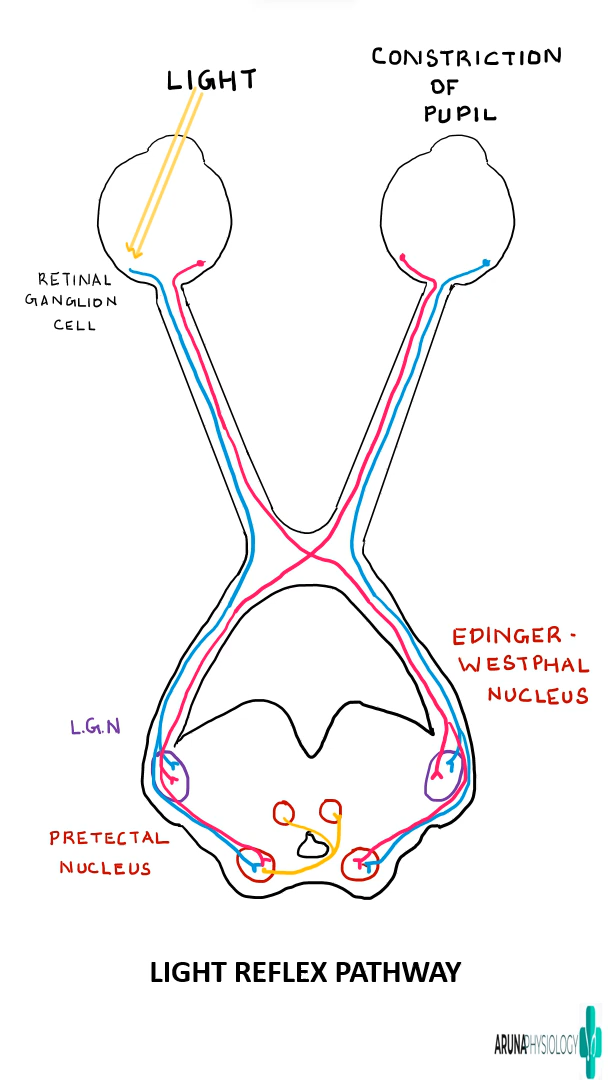 LIGHT
CONSTRICTION
OF
PUPIL
RETINAL
GANGLION
CELL
EDINGER-
WESTPHAL
NUCLEUS
L.G.N
PRETECTAL
NUCLEUS
LIGHT REFLEX PATHWAY
ARUNAPHYSIOLOGY